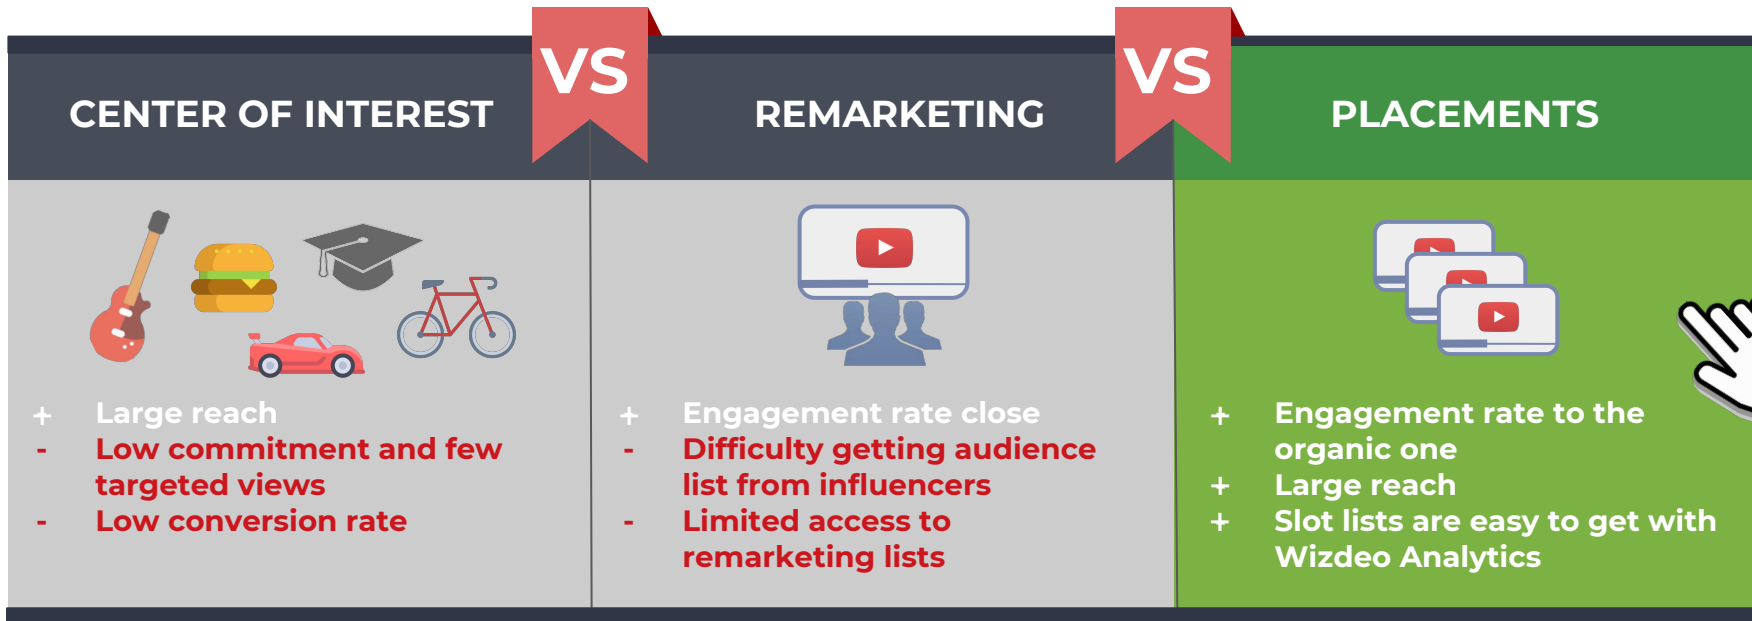 VS
VS
CENTER OF INTEREST
REMARKETING
PLACEMENTS
+ Large reach
- Low commitment and few
targeted views
- Low conversion rate
+ Engagement rate close
- Difficulty getting audience
list from influencers
- Limited access to
remarketing lists
+ Engagement rate to the
organic one
+ Large reach
+ Slot lists are easy to get with
Wizdeo Analytics